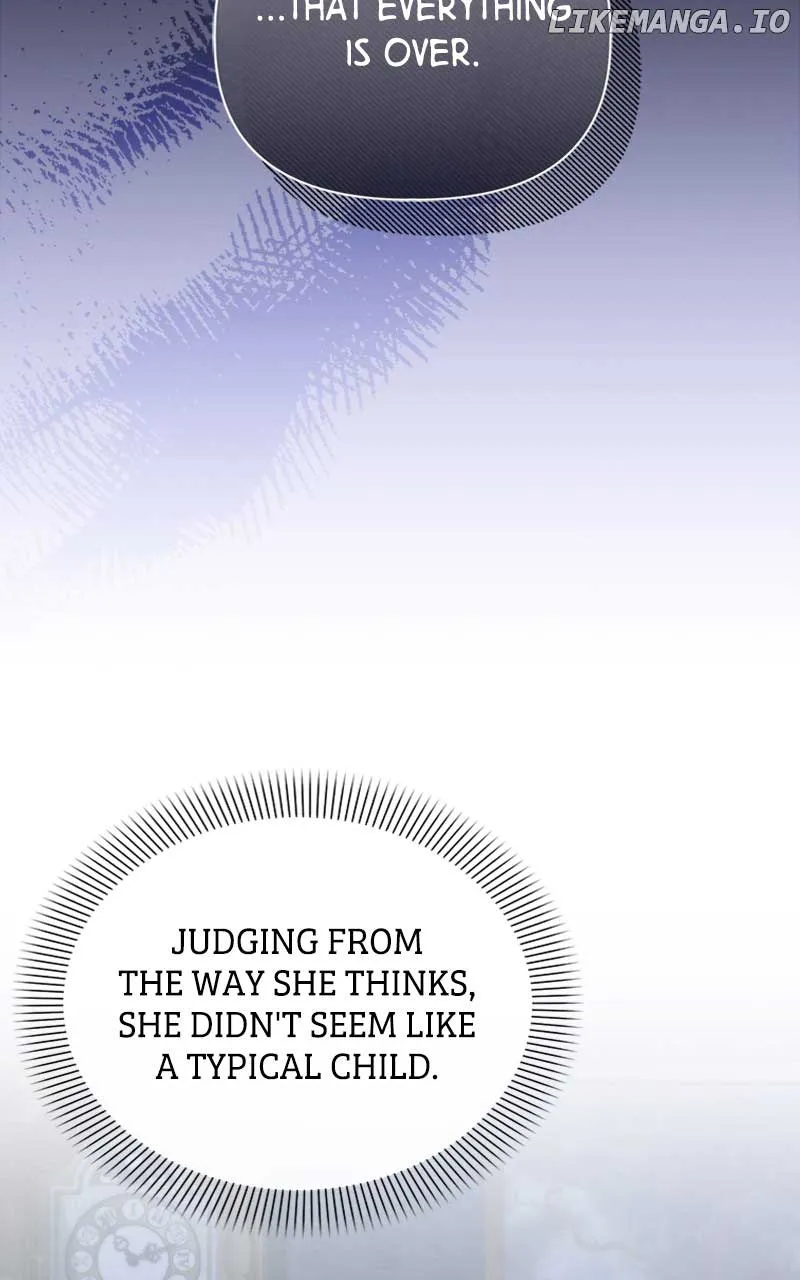 ...THAT EVERYTHING
IS OVER.
LIKEMANGA.IO
JUDGING FROM
THE WAY SHE THINKS,
SHE DIDN'T SEEM LIKE
A TYPICAL CHILD.